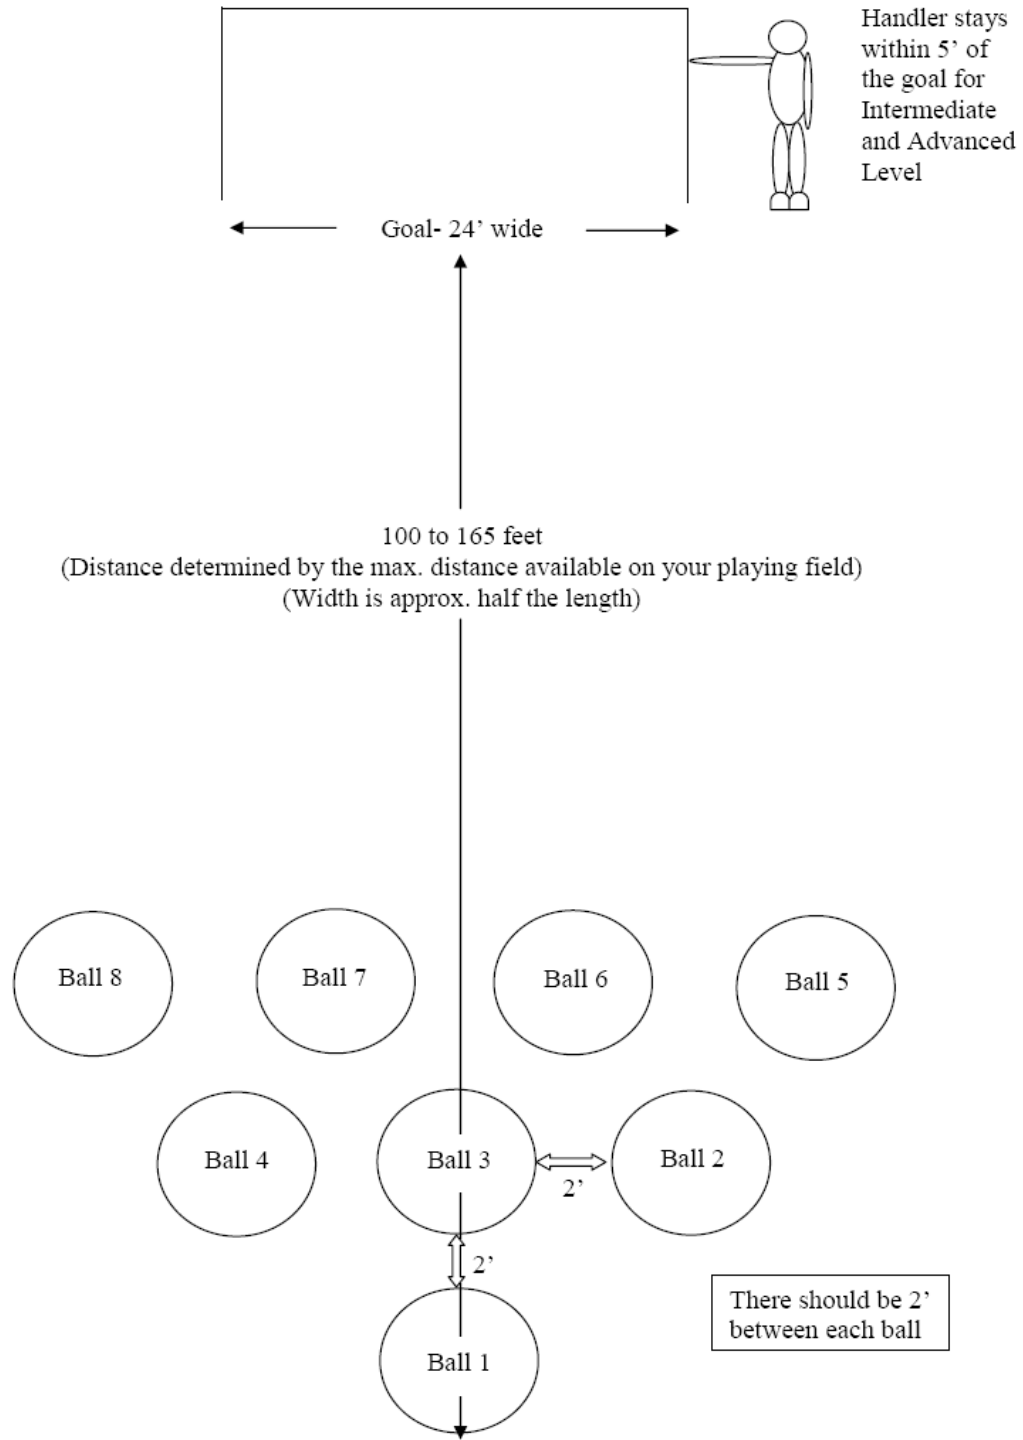 Handler stays
within 5’ of
the goal for
Intermediate
and Advanced
Level
Goal- 24’ wide
100 to 165 feet
(Distance determined by the max. distance available on your playing field)
(Width is approx. half the length)
Ball 8
Ball 7
Ball 6
Ball 5
Ball 4
Ball 3
Ball 2
2’
2’
There should be 2’
between each ball
Ball 1